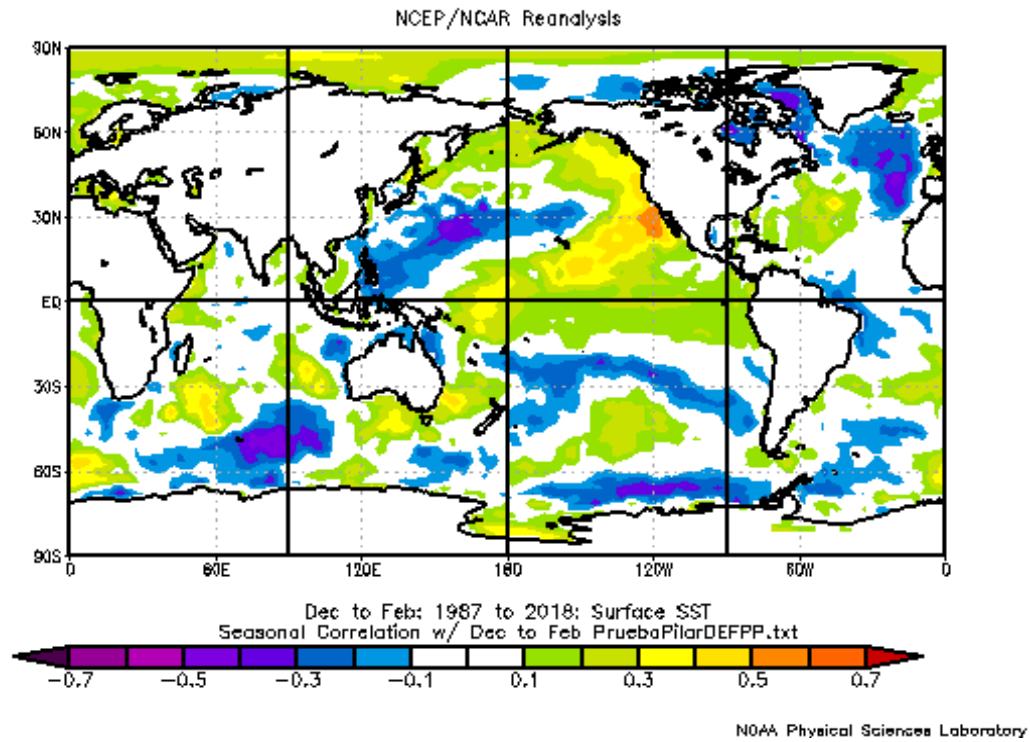 NCEP/NCAR Reanalysis
90N
60N
30N
EQ
30S
60S
90S
0 60E 120E 180 120W 60W 0
Dec to Feb: 1987 to 2018: Surface SST
Seasonal Correlation w/ Dec to Feb PruebaPilarDEFPP.txt
-0.7 -0.5 -0.3 -0.1 0.1 0.3 0.5 0.7
NOAA Physical Sciences Laboratory